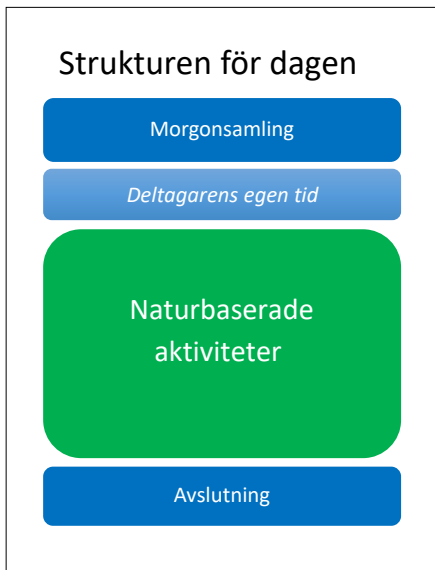 Strukturen för dagen
Morgonsamling
Deltagarens egen tid
Naturbaserade
aktiviteter
Avslutning